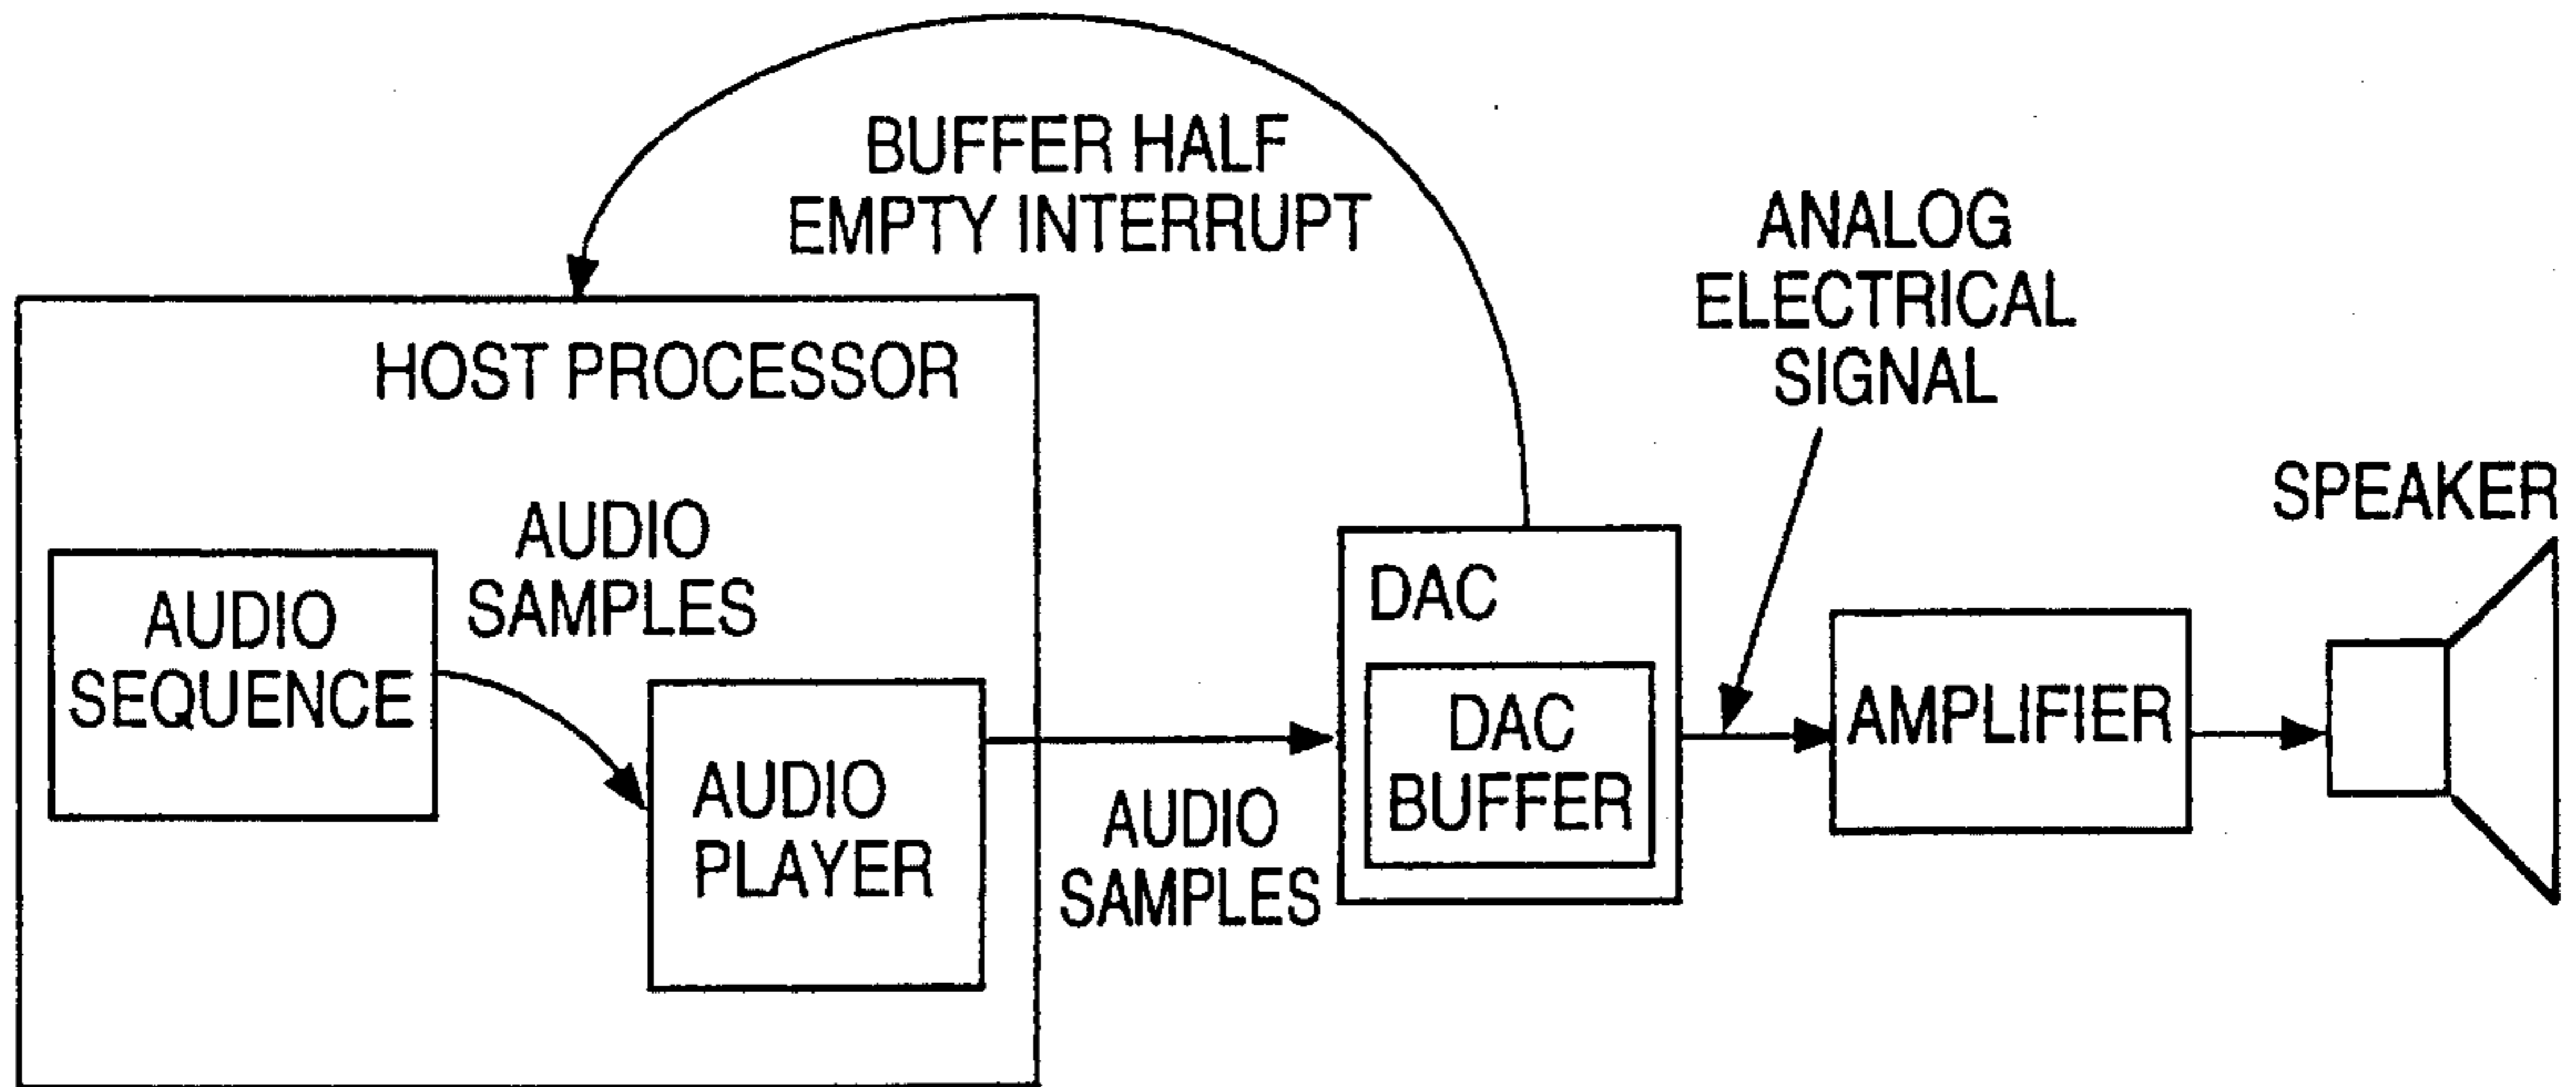 BUFFER HALF
EMPTY INTERRUPT
ANALOG
ELECTRICAL
SIGNAL
HOST PROCESSOR
SPEAKER
AUDIO
SAMPLES
AUDIO
SEQUENCE
DAC
DAC
BUFFER
AMPLIFIER
AUDIO
PLAYER
AUDIO
SAMPLES